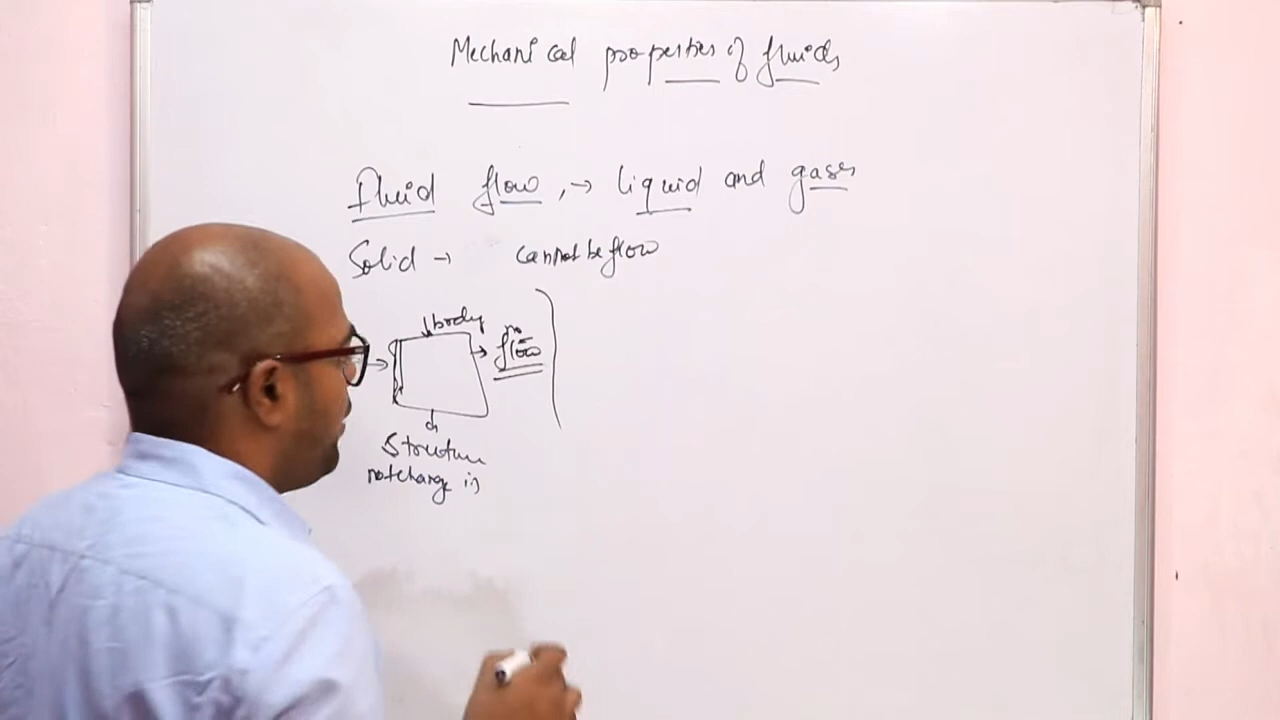 Mechanical properties of fluids
Fluid flow, → liquid and gases
Solid → cannot be flow
body
no
flow
Structure
not change in